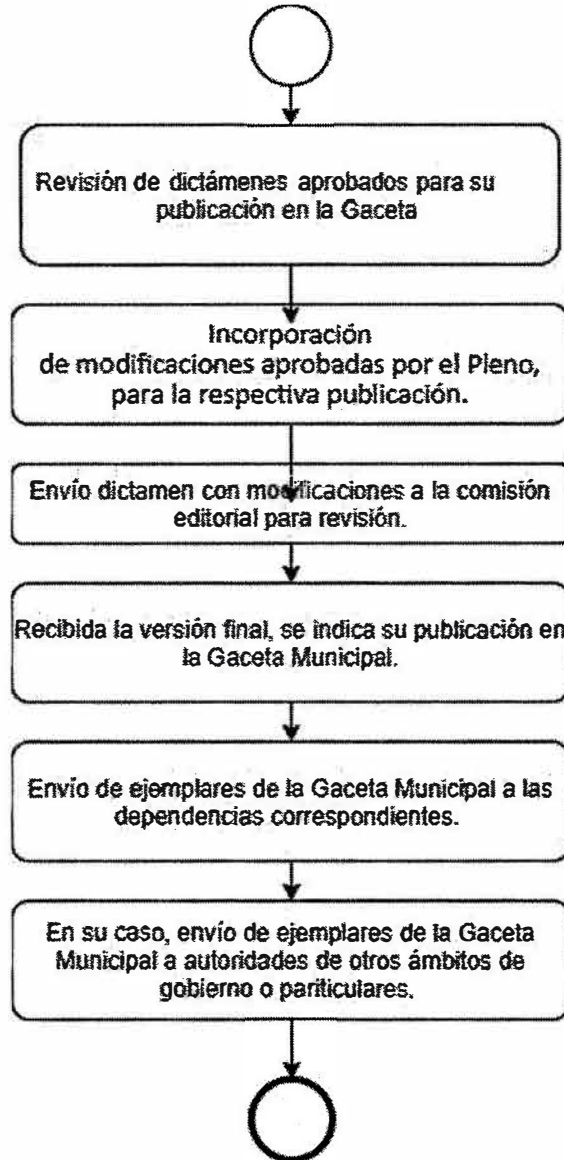 Revisión de dictámenes aprobados para su
publicación en la Gaceta
Incorporación
de modificaciones aprobadas por el Pleno,
para la respectiva publicación.
Envío dictamen con modificaciones a la comisión
editorial para revisión.
Recibida la versión final, se indica su publicación en
la Gaceta Municipal.
Envío de ejemplares de la Gaceta Municipal a las
dependencias correspondientes.
En su caso, envío de ejemplares de la Gaceta
Municipal a autoridades de otros ámbitos de
gobierno o pariticulares.